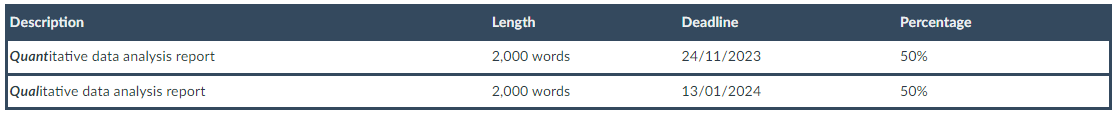 Description Length Deadline Percentage
Quantitative data analysis report 2,000 words 24/11/2023 50%
Qualitative data analysis report 2,000 words 13/01/2024 50%